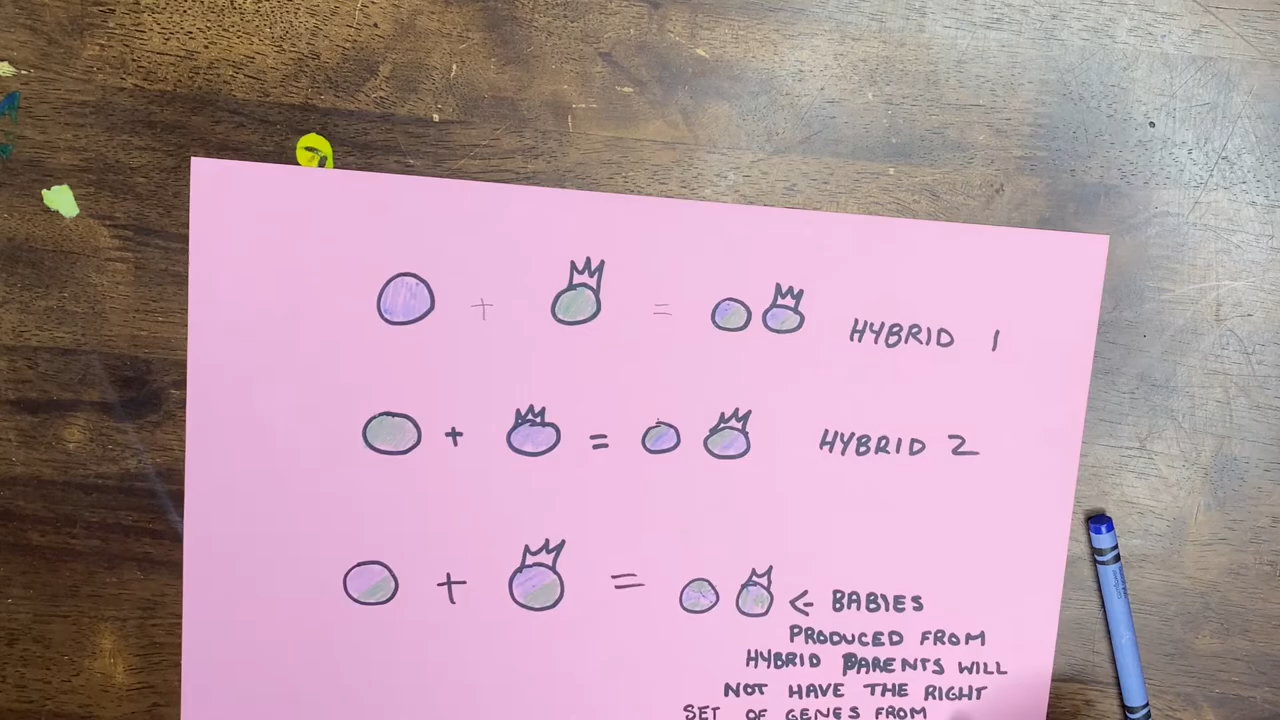 + = HYBRID 1
+ = HYBRID 2
+ = <- BABIES
PRODUCED FROM
HYBRID PARENTS WILL
NOT HAVE THE RIGHT
SET OF GENES FROM